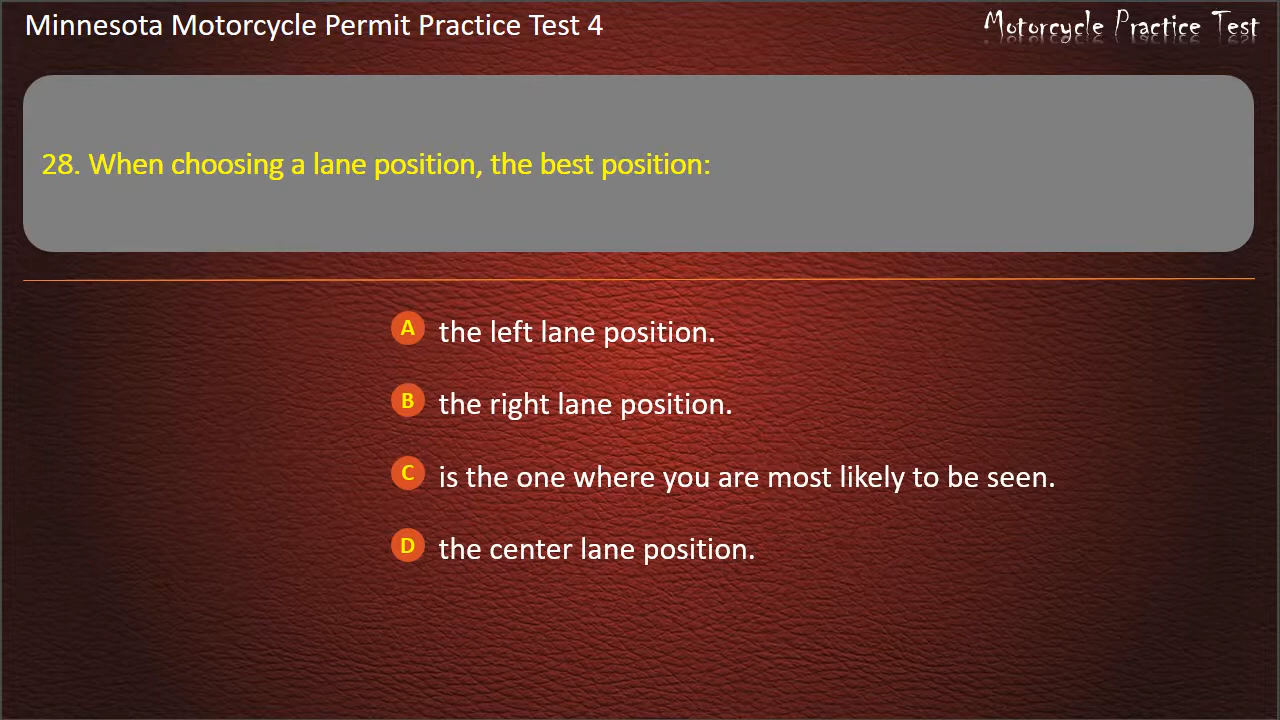 Minnesota Motorcycle Permit Practice Test 4
Motorcycle Practice Test
28. When choosing a lane position, the best position:
A the left lane position.
B the right lane position.
C is the one where you are most likely to be seen.
D the center lane position.